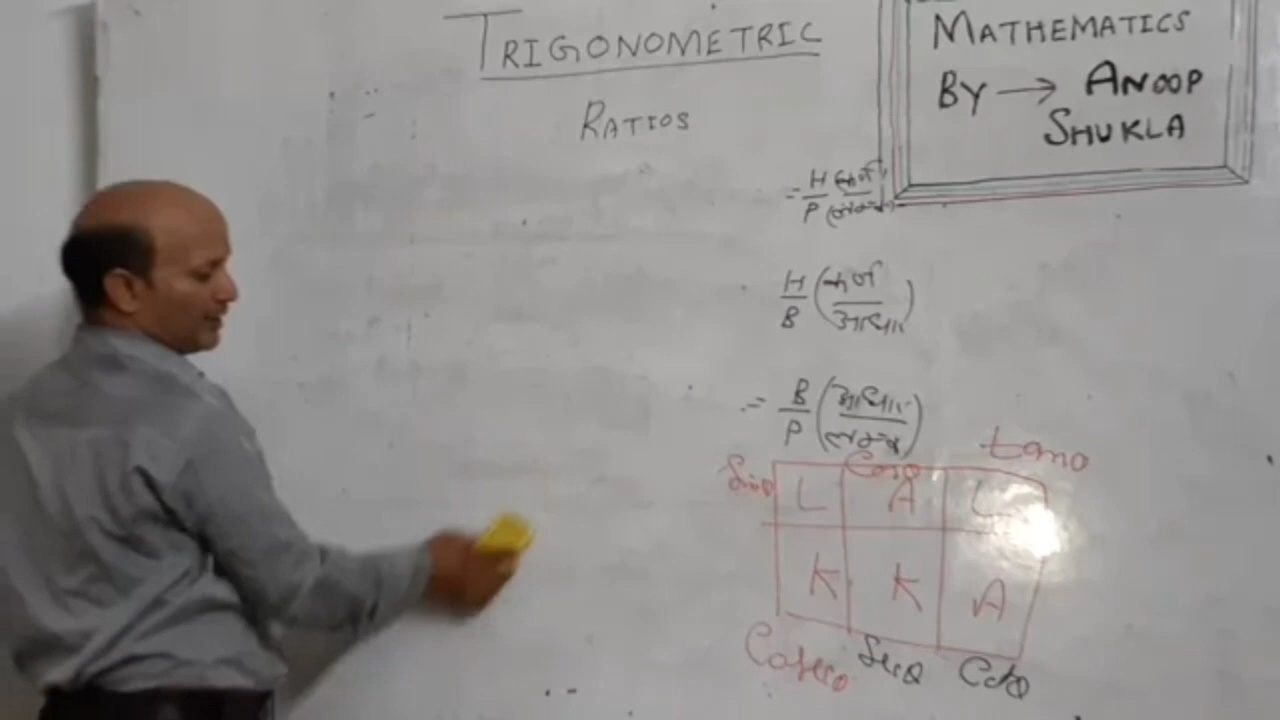 TRIGONOMETRIC
RATIOS
MATHEMATICS
BY → ANOOP
SHUKLA
= H/P (कर्ण/लम्ब)
H/B (कर्ण/आधार)
= B/P (आधार/लम्ब)
Sinθ Cosθ tanθ
L A L
K K A
Cosecθ Secθ Cotθ